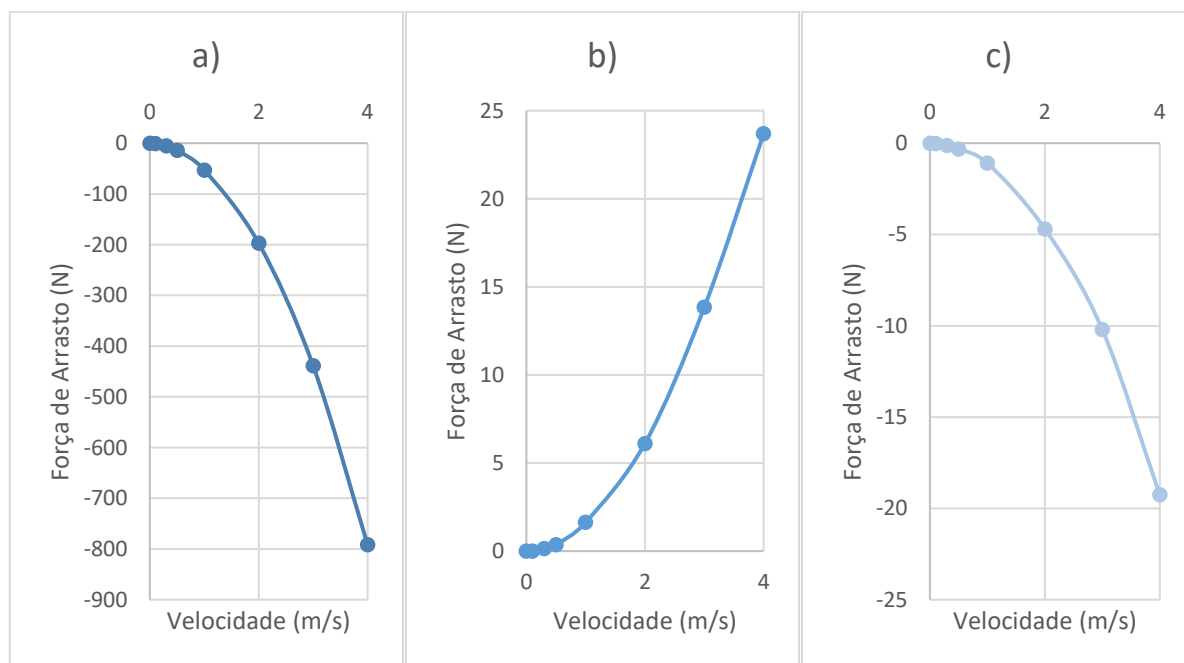 a)
0 2 4
0
-100
-200
-300
-400
-500
-600
-700
-800
-900
Força de Arrasto (N)
Velocidade (m/s)
b)
25
20
15
10
5
0
0 2 4
Força de Arrasto (N)
Velocidade (m/s)
c)
0 2 4
0
-5
-10
-15
-20
-25
Força de Arrasto (N)
Velocidade (m/s)